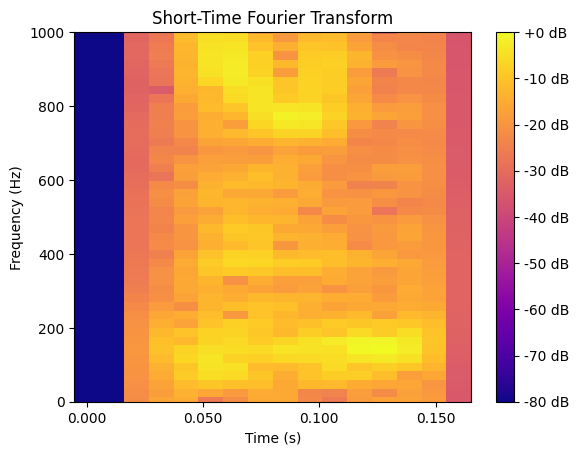 Short-Time Fourier Transform
1000
800
600
400
200
0
Frequency (Hz)
0.000
0.050
0.100
0.150
Time (s)
+0 dB
-10 dB
-20 dB
-30 dB
-40 dB
-50 dB
-60 dB
-70 dB
-80 dB